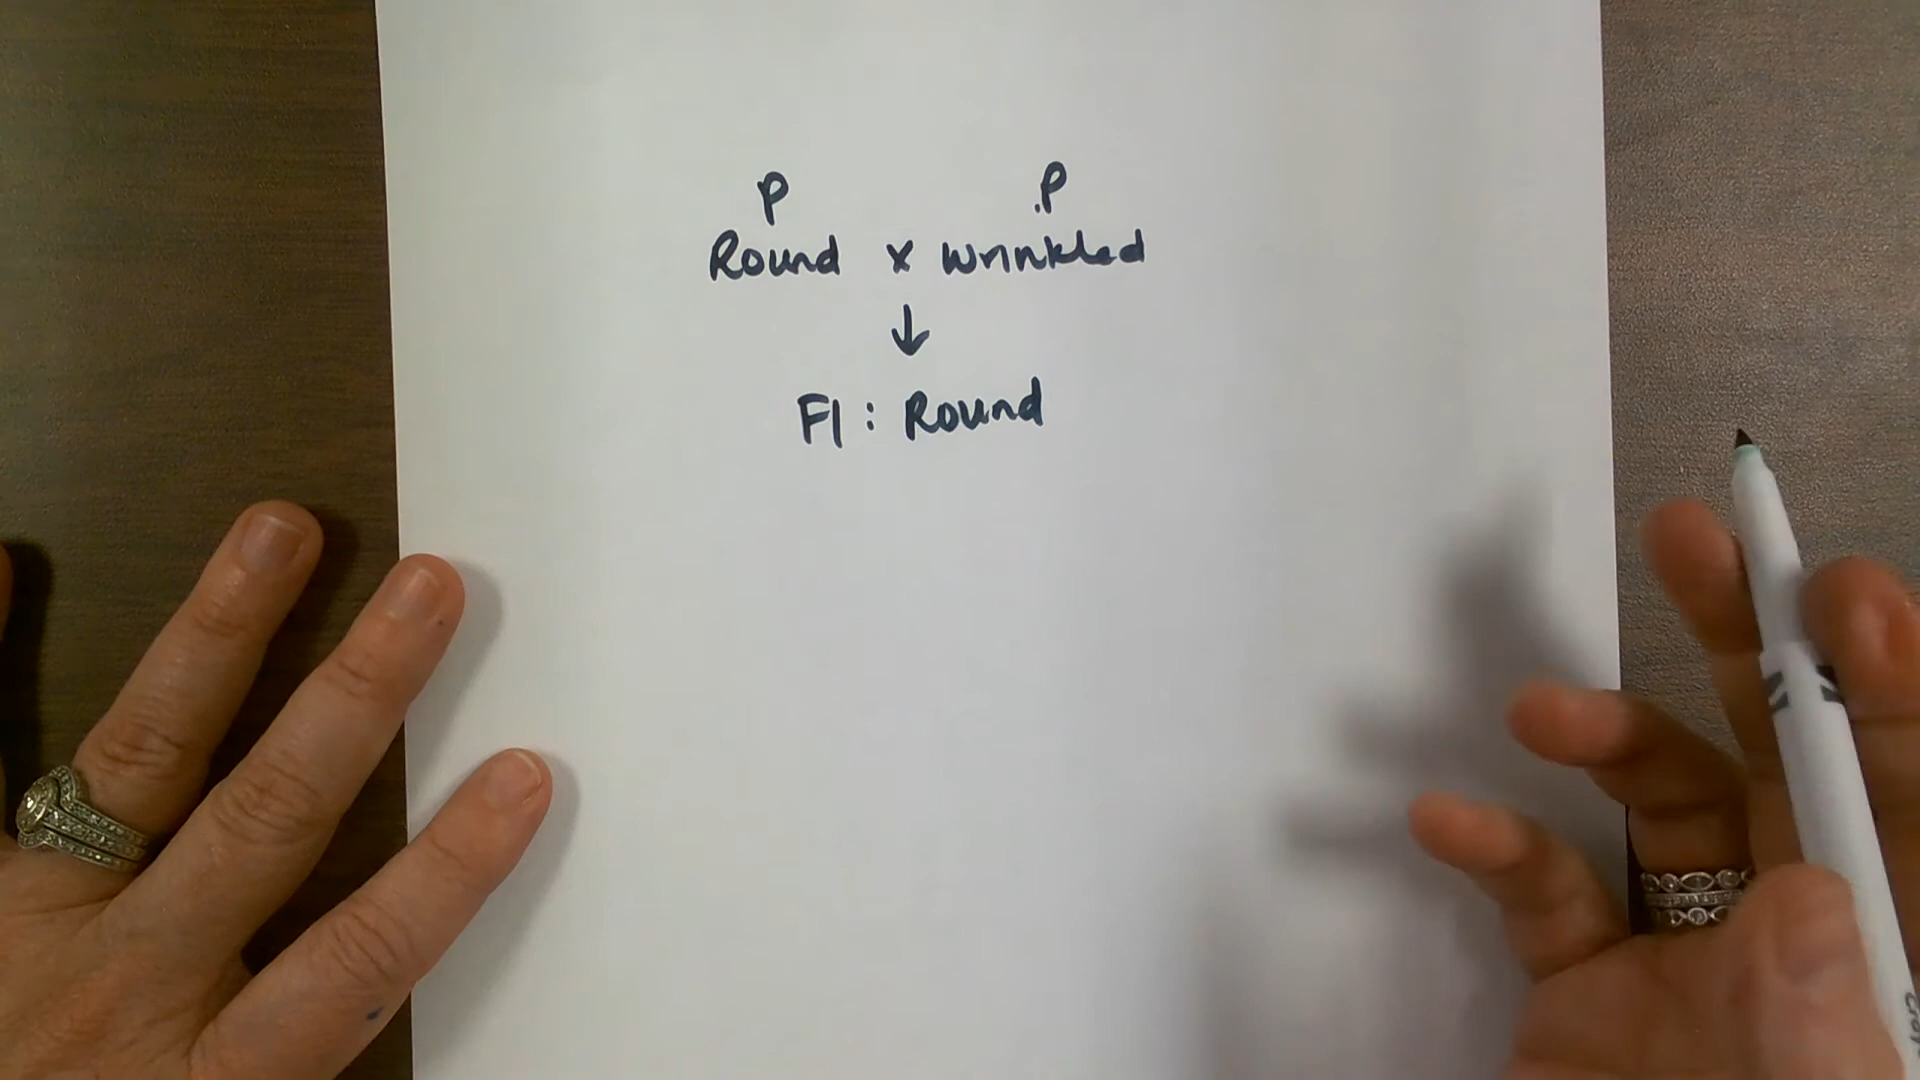 P P
Round x Wrinkled
↓
F1 : Round